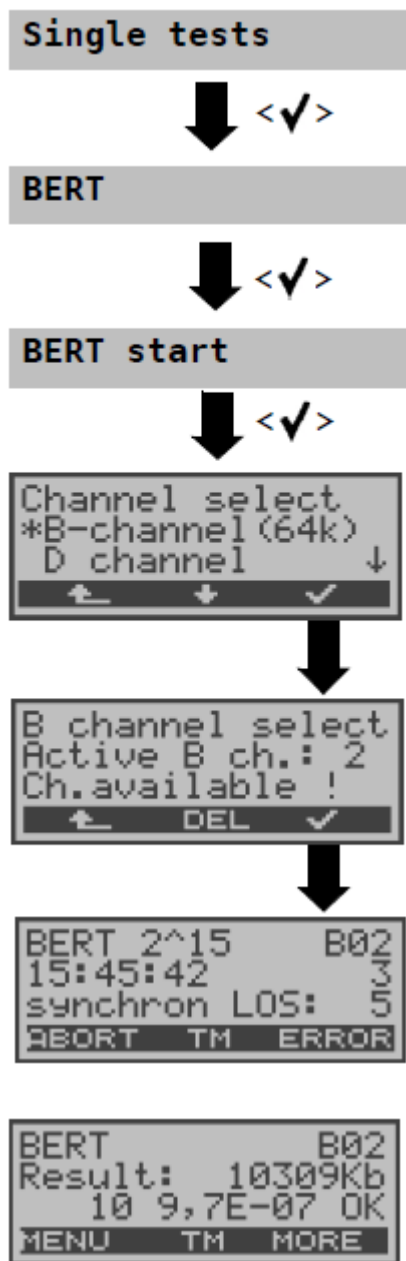 Single tests
<✓>
BERT
<✓>
BERT start
<✓>
Channel select
*B-channel(64k)
D channel ↓
✓
B channel select
Active B ch.: 2
Ch.available !
DEL ✓
BERT 2^15 B02
15:45:42 3
synchron LOS: 5
ABORT TM ERROR
BERT B02
Result: 10309Kb
10 9,7E-07 OK
MENU TM MORE